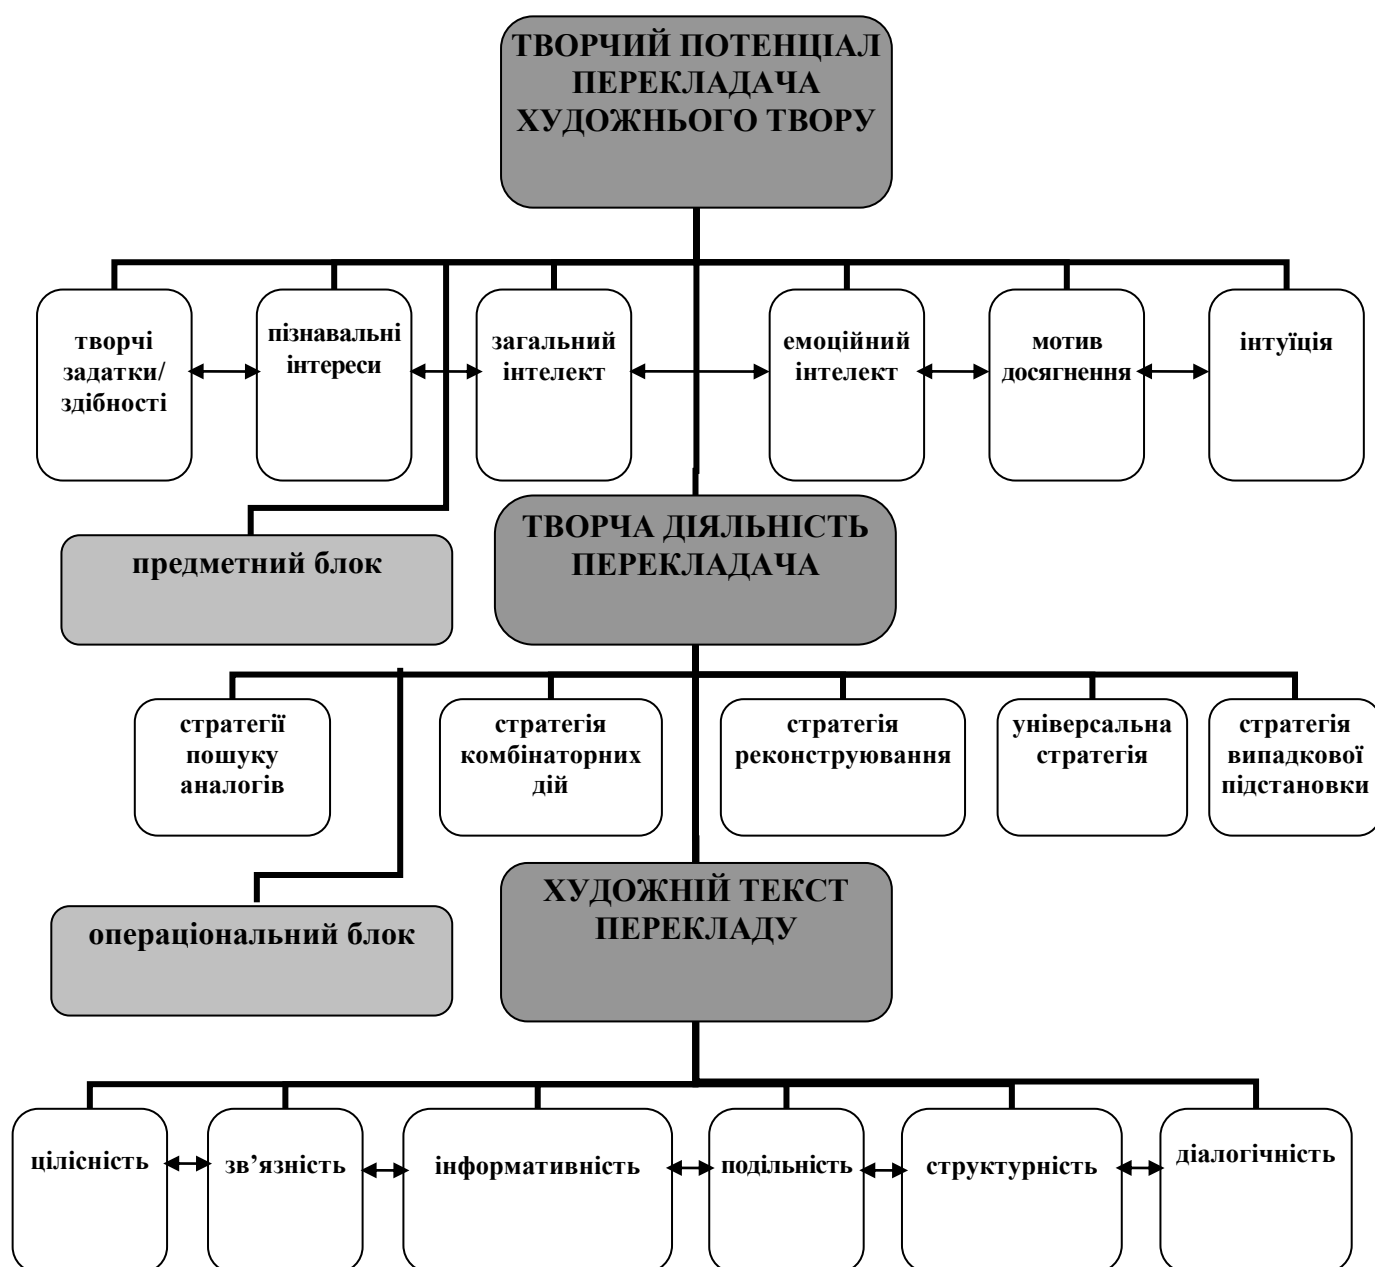 ТВОРЧИЙ ПОТЕНЦІАЛ
ПЕРЕКЛАДАЧА
ХУДОЖНЬОГО ТВОРУ
творчі
задатки/
здібності
пізнавальні
інтереси
загальний
інтелект
емоційний
інтелект
мотив
досягнення
інтуїція
предметний блок
ТВОРЧА ДІЯЛЬНІСТЬ
ПЕРЕКЛАДАЧА
стратегії
пошуку
аналогів
стратегія
комбінаторних
дій
стратегія
реконструювання
універсальна
стратегія
стратегія
випадкової
підстановки
операціональний блок
ХУДОЖНІЙ ТЕКСТ
ПЕРЕКЛАДУ
цілісність
зв’язність
інформативність
подільність
структурність
діалогічність